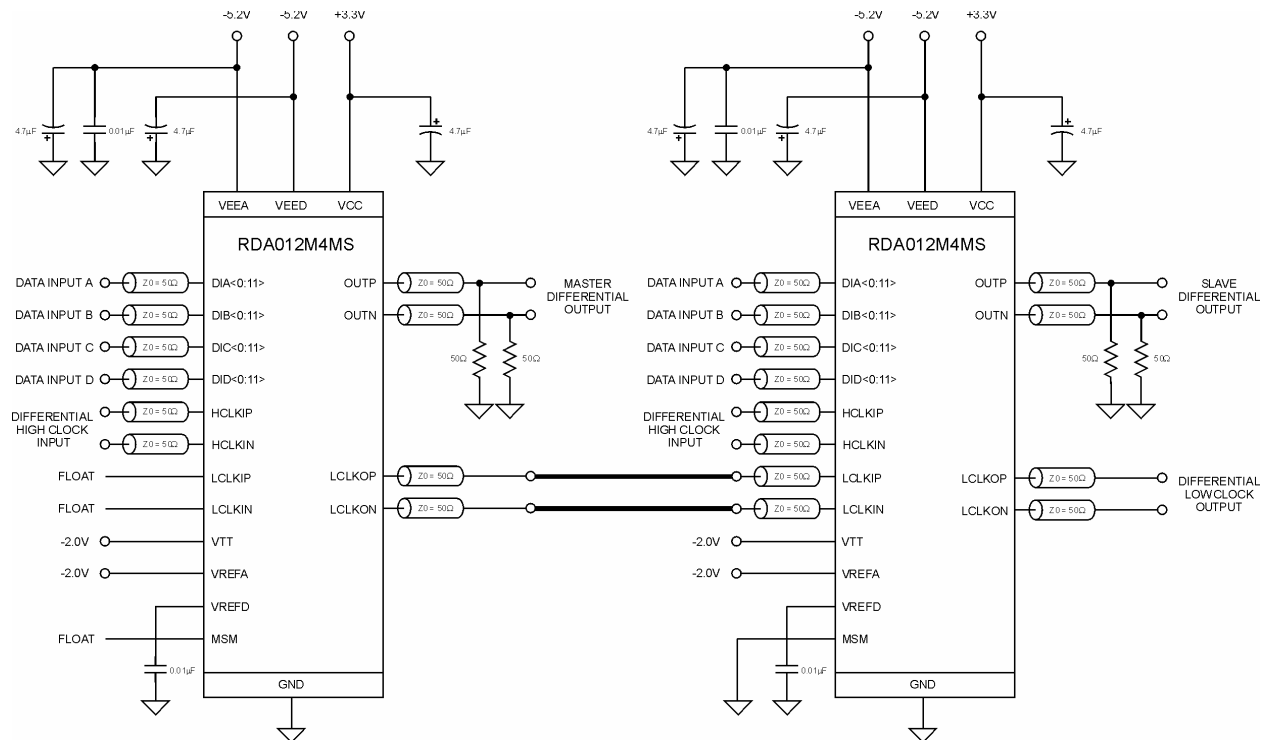 -5.2V -5.2V +3.3V
4.7µF 0.01µF 4.7µF 4.7µF
VEEA VEED VCC
RDA012M4MS
DATA INPUT A Z0 = 50Ω DIA<0:11> OUTP Z0 = 50Ω
DATA INPUT B Z0 = 50Ω DIB<0:11> OUTN Z0 = 50Ω
MASTER
DIFFERENTIAL
OUTPUT
DATA INPUT C Z0 = 50Ω DIC<0:11>
50Ω 50Ω
DATA INPUT D Z0 = 50Ω DID<0:11>
DIFFERENTIAL
HIGH CLOCK
INPUT
Z0 = 50Ω HCLKIP
Z0 = 50Ω HCLKIN
FLOAT LCLKIP LCLKOP Z0 = 50Ω
FLOAT LCLKIN LCLKON Z0 = 50Ω
-2.0V VTT
-2.0V VREFA
VREFD
FLOAT MSM
0.01µF
GND
-5.2V -5.2V +3.3V
4.7µF 0.01µF 4.7µF 4.7µF
VEEA VEED VCC
RDA012M4MS
DATA INPUT A Z0 = 50Ω DIA<0:11> OUTP Z0 = 50Ω
DATA INPUT B Z0 = 50Ω DIB<0:11> OUTN Z0 = 50Ω
SLAVE
DIFFERENTIAL
OUTPUT
DATA INPUT C Z0 = 50Ω DIC<0:11>
50Ω 50Ω
DATA INPUT D Z0 = 50Ω DID<0:11>
DIFFERENTIAL
HIGH CLOCK
INPUT
Z0 = 50Ω HCLKIP
Z0 = 50Ω HCLKIN
Z0 = 50Ω LCLKIP LCLKOP Z0 = 50Ω
Z0 = 50Ω LCLKIN LCLKON Z0 = 50Ω
DIFFERENTIAL
LOW CLOCK
OUTPUT
-2.0V VTT
-2.0V VREFA
VREFD
MSM
0.01µF
GND